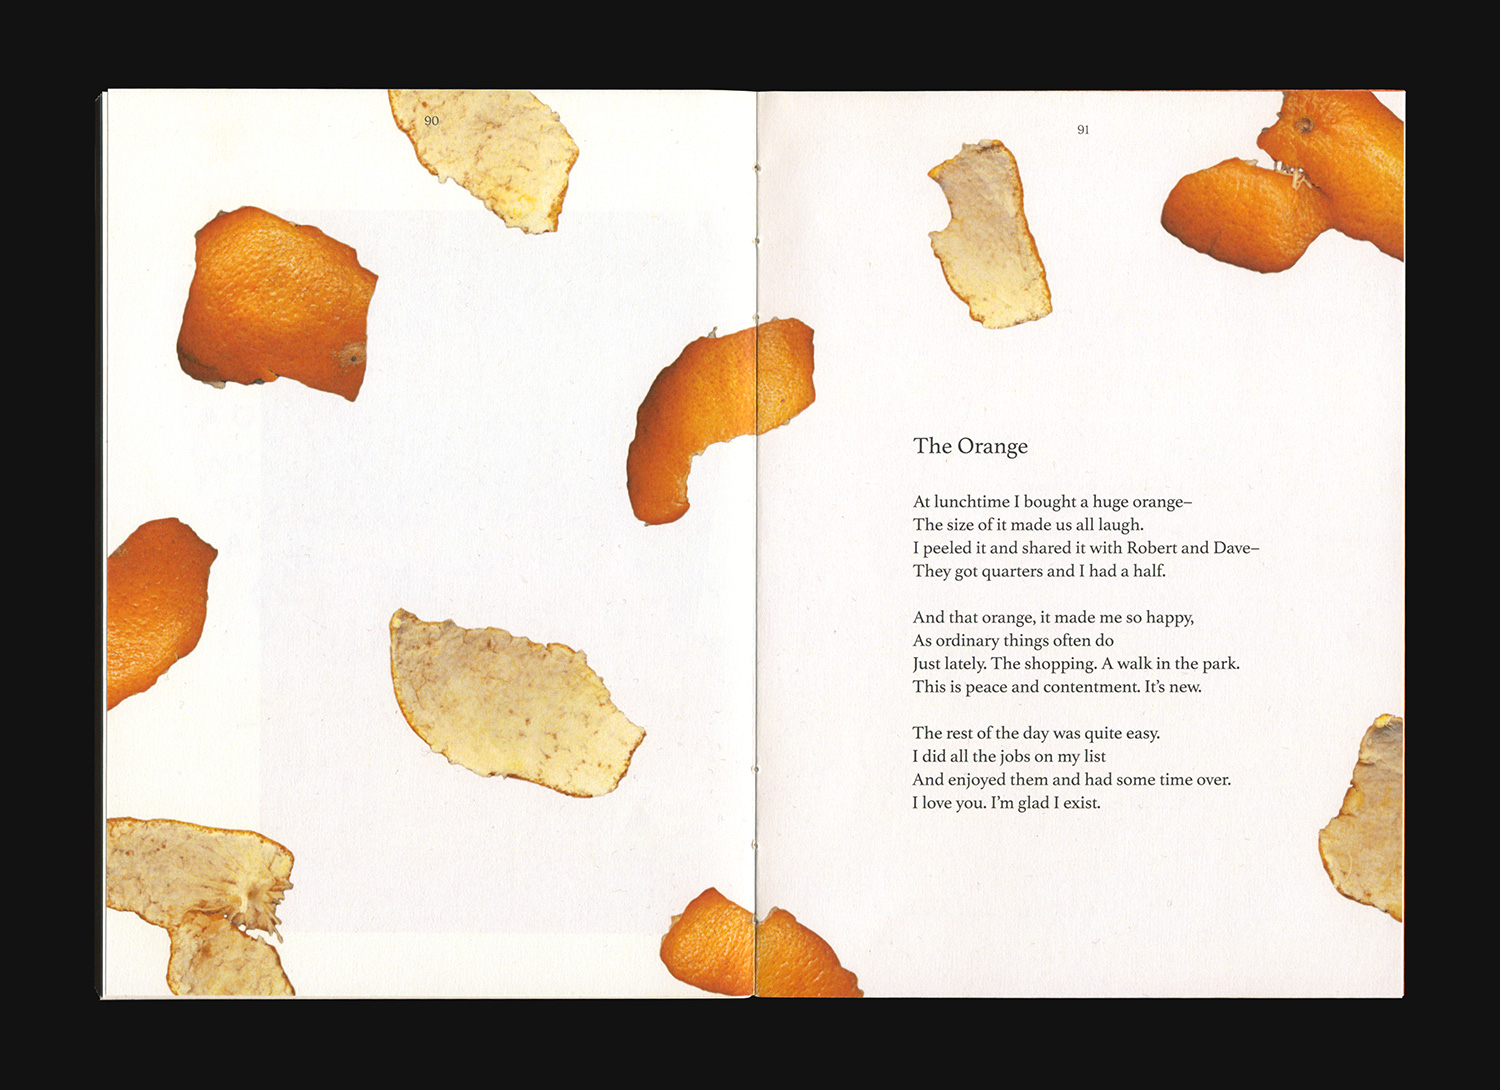 90
91
The Orange
At lunchtime I bought a huge orange–
The size of it made us all laugh.
I peeled it and shared it with Robert and Dave–
They got quarters and I had a half.
And that orange, it made me so happy,
As ordinary things often do
Just lately. The shopping. A walk in the park.
This is peace and contentment. It’s new.
The rest of the day was quite easy.
I did all the jobs on my list
And enjoyed them and had some time over.
I love you. I’m glad I exist.